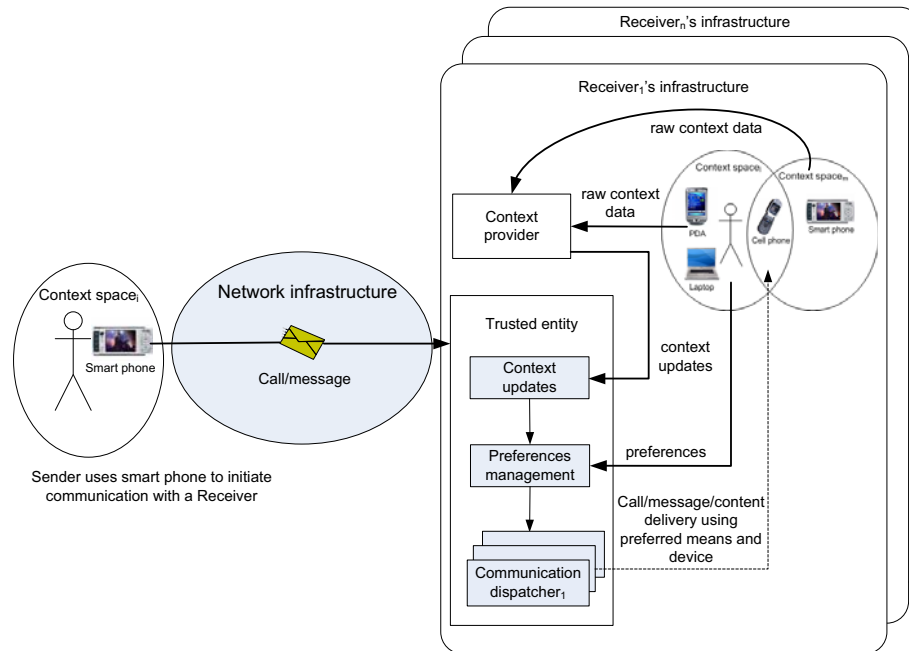 Receiverₙ's infrastructure
Receiver₁'s infrastructure
raw context data
Context spaceⱼ
Context spaceₘ
raw context
data
PDA
Cell phone
Smart phone
Laptop
Context
provider
Context spaceᵢ
Smart phone
Network infrastructure
Call/message
Trusted entity
Context
updates
context
updates
Preferences
management
preferences
Sender uses smart phone to initiate
communication with a Receiver
Call/message/content
delivery using
preferred means and
device
Communication
dispatcher₁